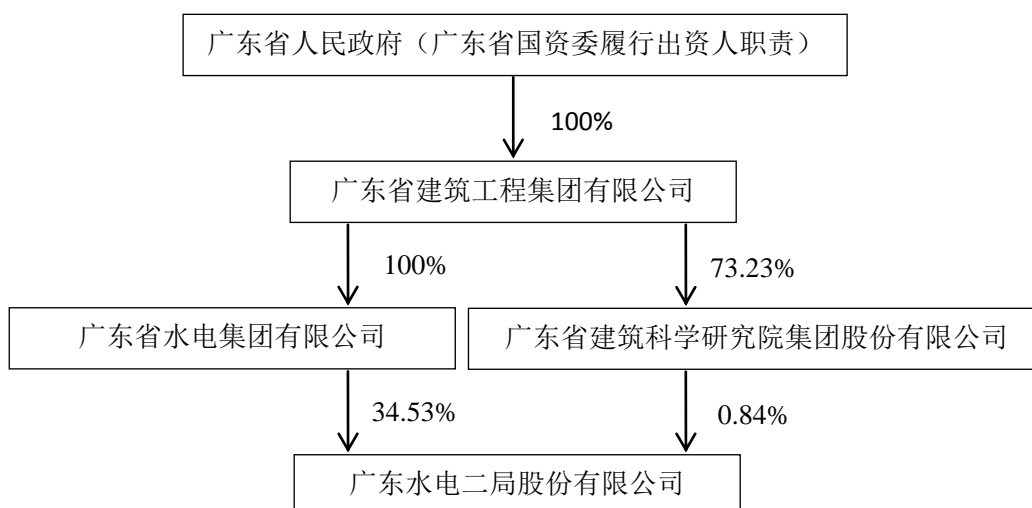 广东省人民政府（广东省国资委履行出资人职责）
100%
广东省建筑工程集团有限公司
100%
73.23%
广东省水电集团有限公司
广东省建筑科学研究院集团股份有限公司
34.53%
0.84%
广东水电二局股份有限公司